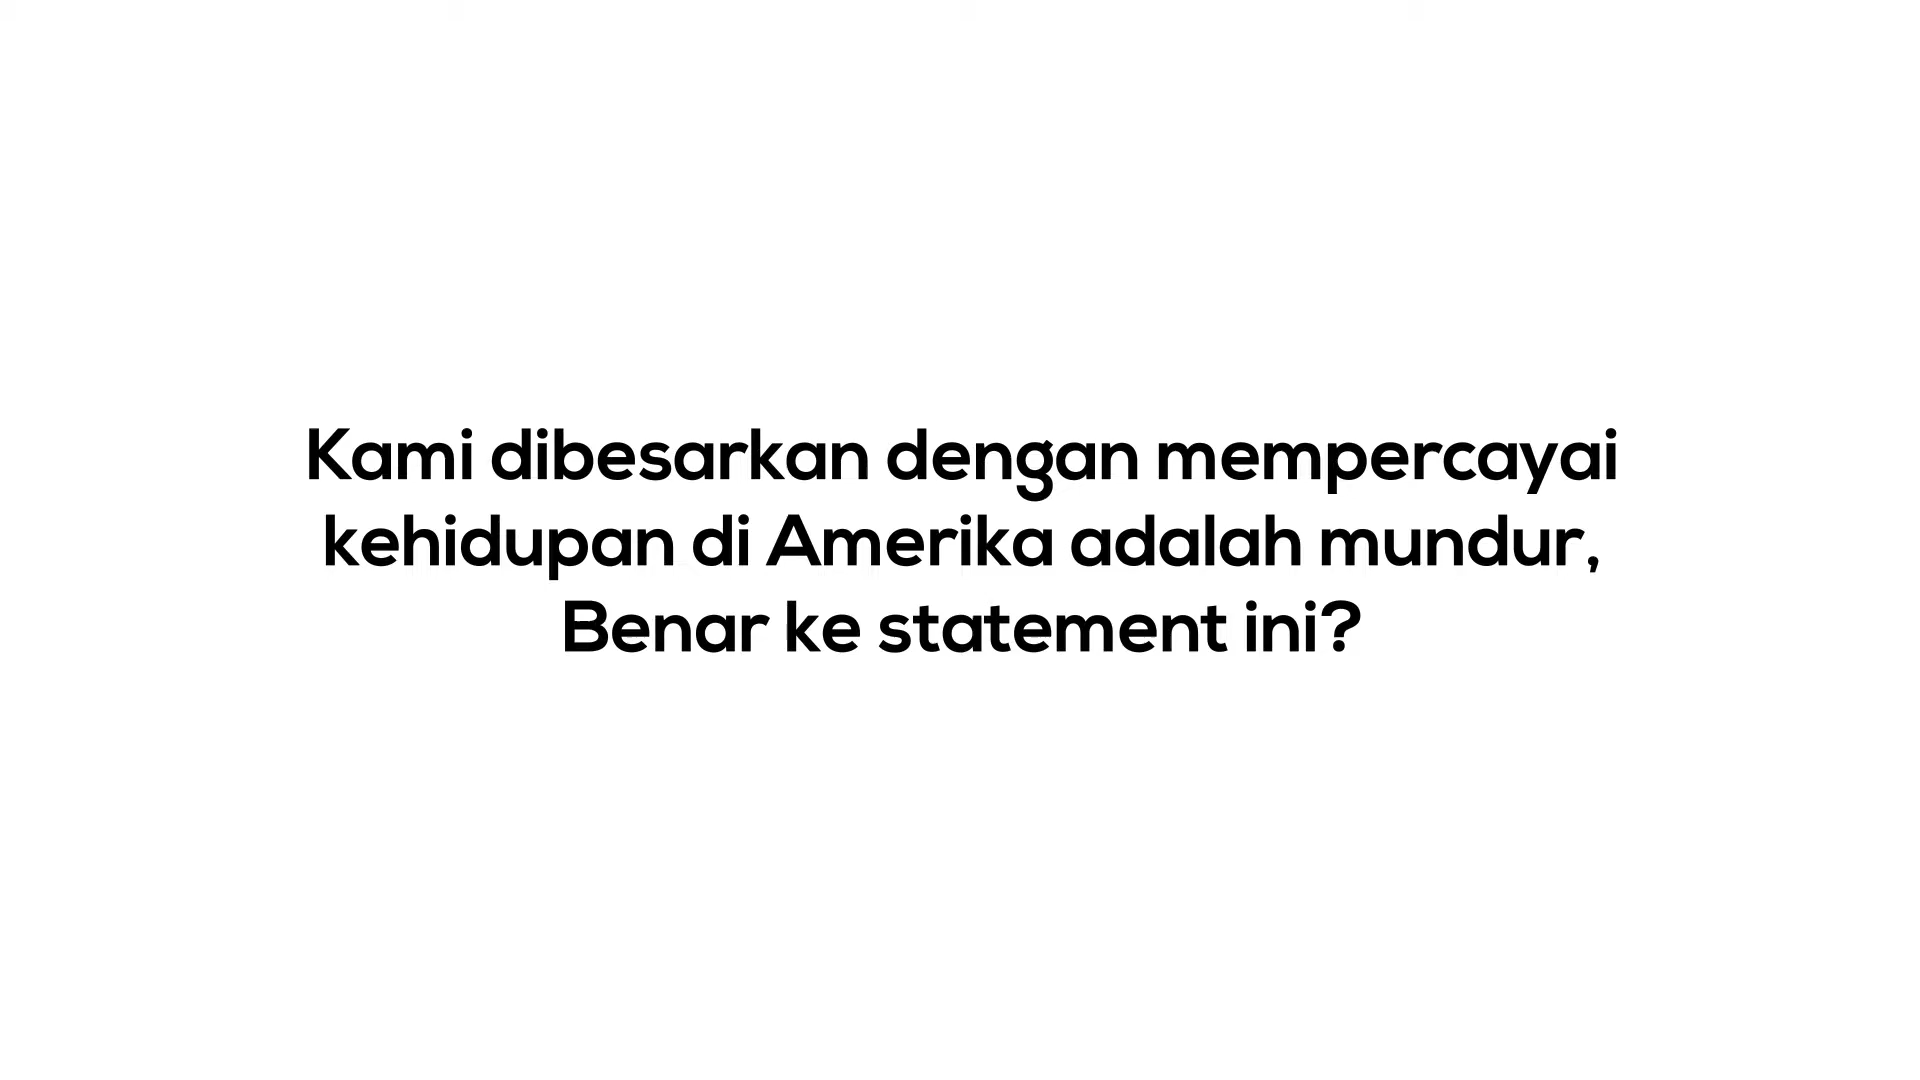 Kami dibesarkan dengan mempercayai
kehidupan di Amerika adalah mundur,
Benar ke statement ini?